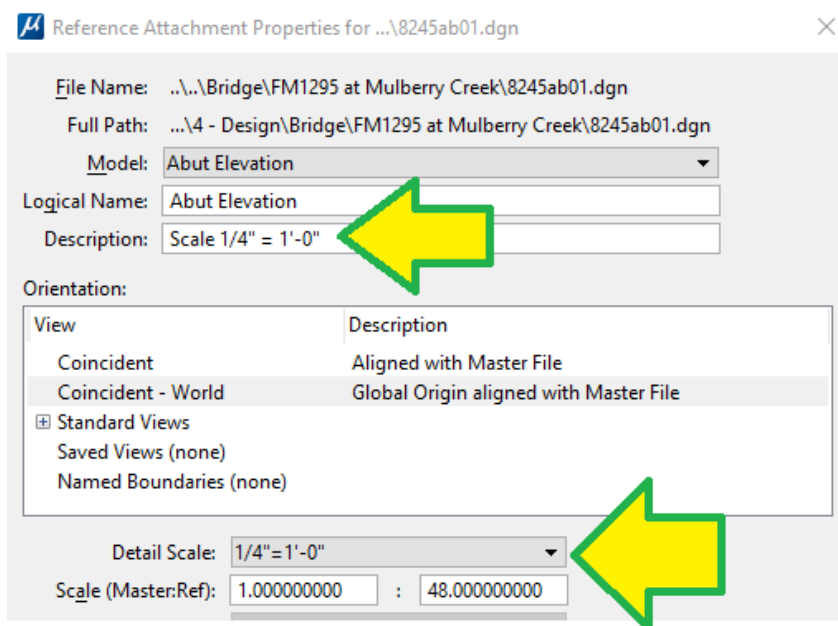 Reference Attachment Properties for ...\8245ab01.dgn
File Name: ..\..\Bridge\FM1295 at Mulberry Creek\8245ab01.dgn
Full Path: ...\4 - Design\Bridge\FM1295 at Mulberry Creek\8245ab01.dgn
Model: Abut Elevation
Logical Name: Abut Elevation
Description: Scale 1/4" = 1'-0"
Orientation:
View Description
Coincident Aligned with Master File
Coincident - World Global Origin aligned with Master File
Standard Views
Saved Views (none)
Named Boundaries (none)
Detail Scale: 1/4"=1'-0"
Scale (Master:Ref): 1.000000000 : 48.000000000